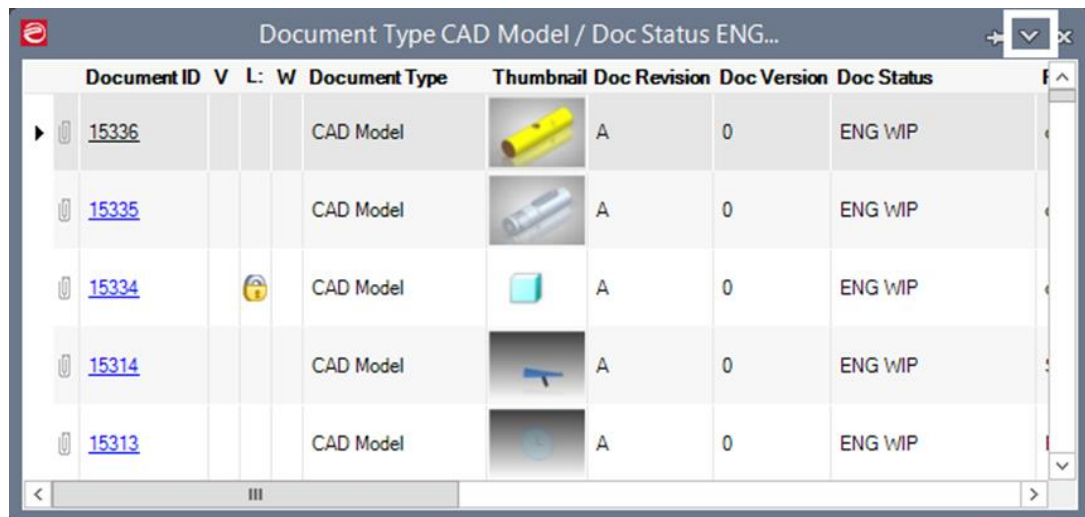 Document Type CAD Model / Doc Status ENG...
Document ID V L: W Document Type Thumbnail Doc Revision Doc Version Doc Status
15336 CAD Model A 0 ENG WIP
15335 CAD Model A 0 ENG WIP
15334 CAD Model A 0 ENG WIP
15314 CAD Model A 0 ENG WIP
15313 CAD Model A 0 ENG WIP